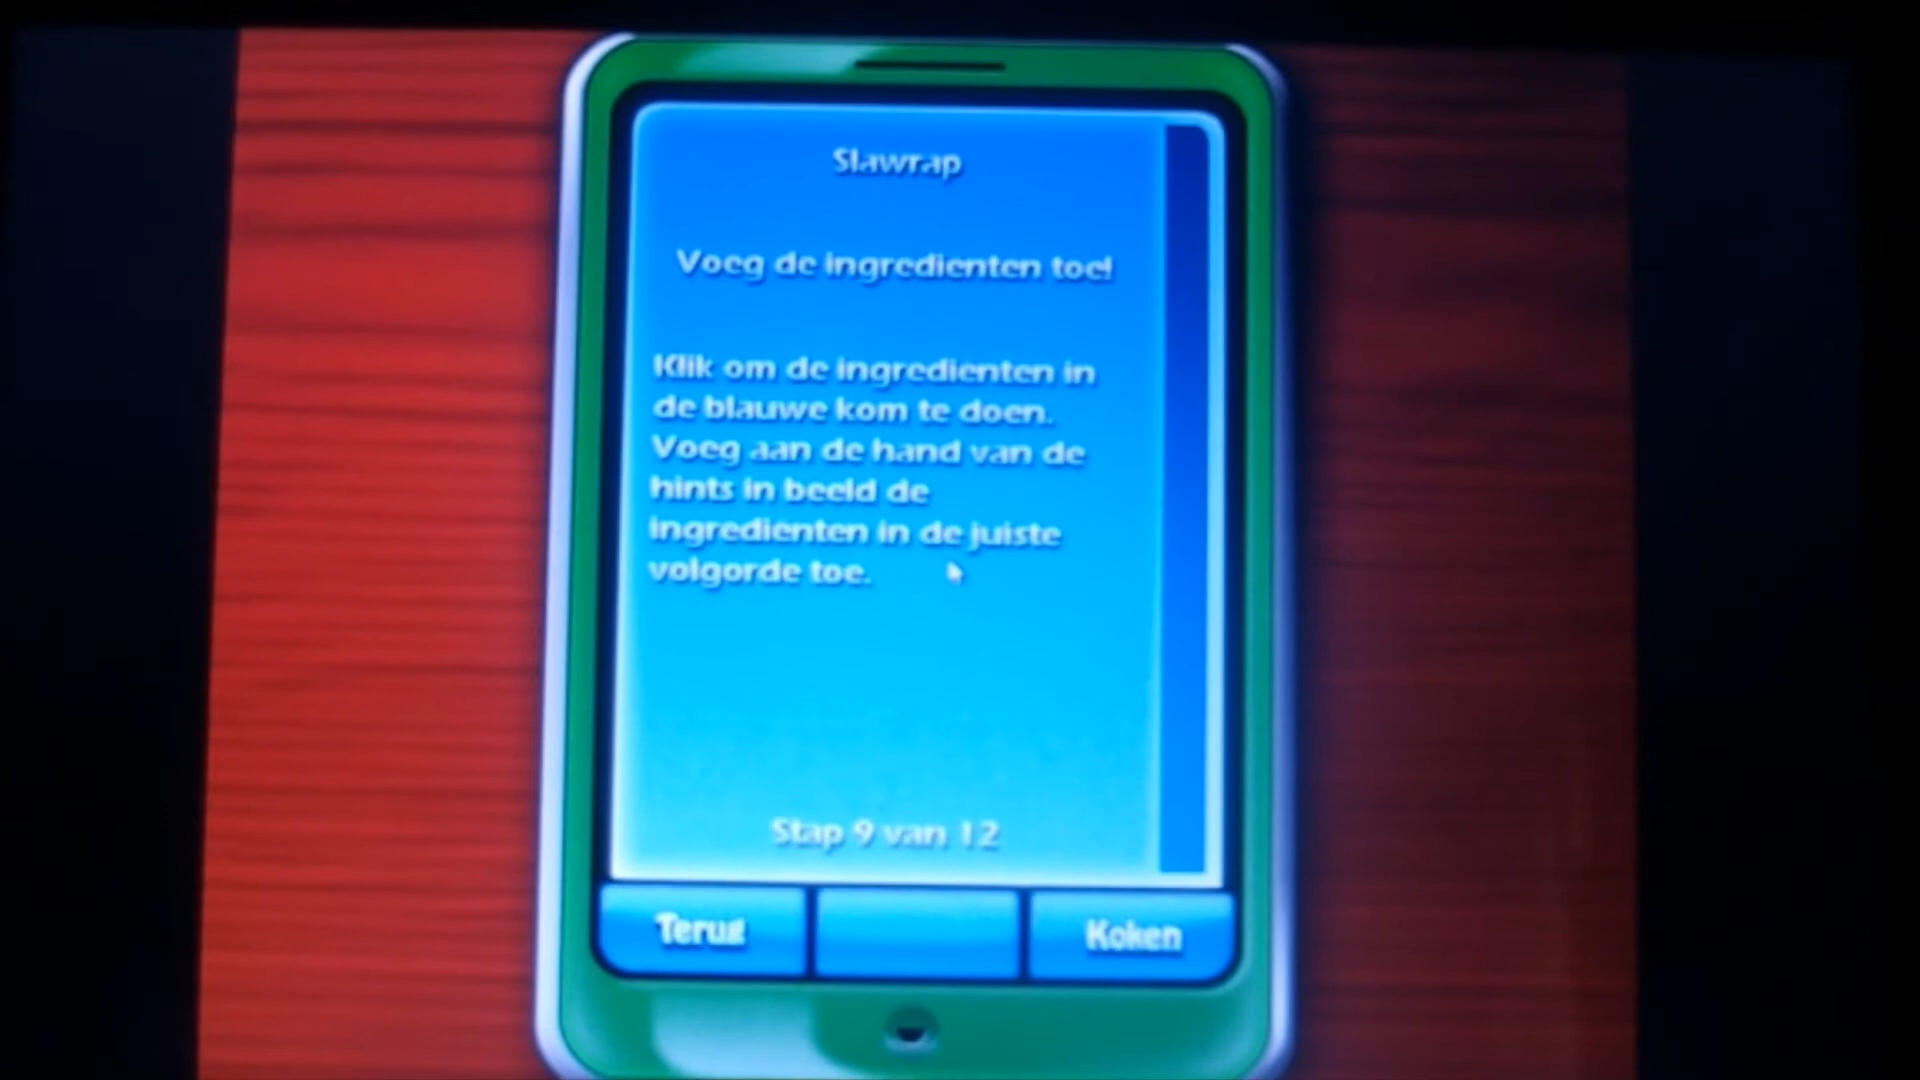 Slawrap
Voeg de ingredienten toe!
Klik om de ingredienten in
de blauwe kom te doen.
Voeg aan de hand van de
hints in beeld de
ingredienten in de juiste
volgorde toe.
Stap 9 van 12
Terug
Koken